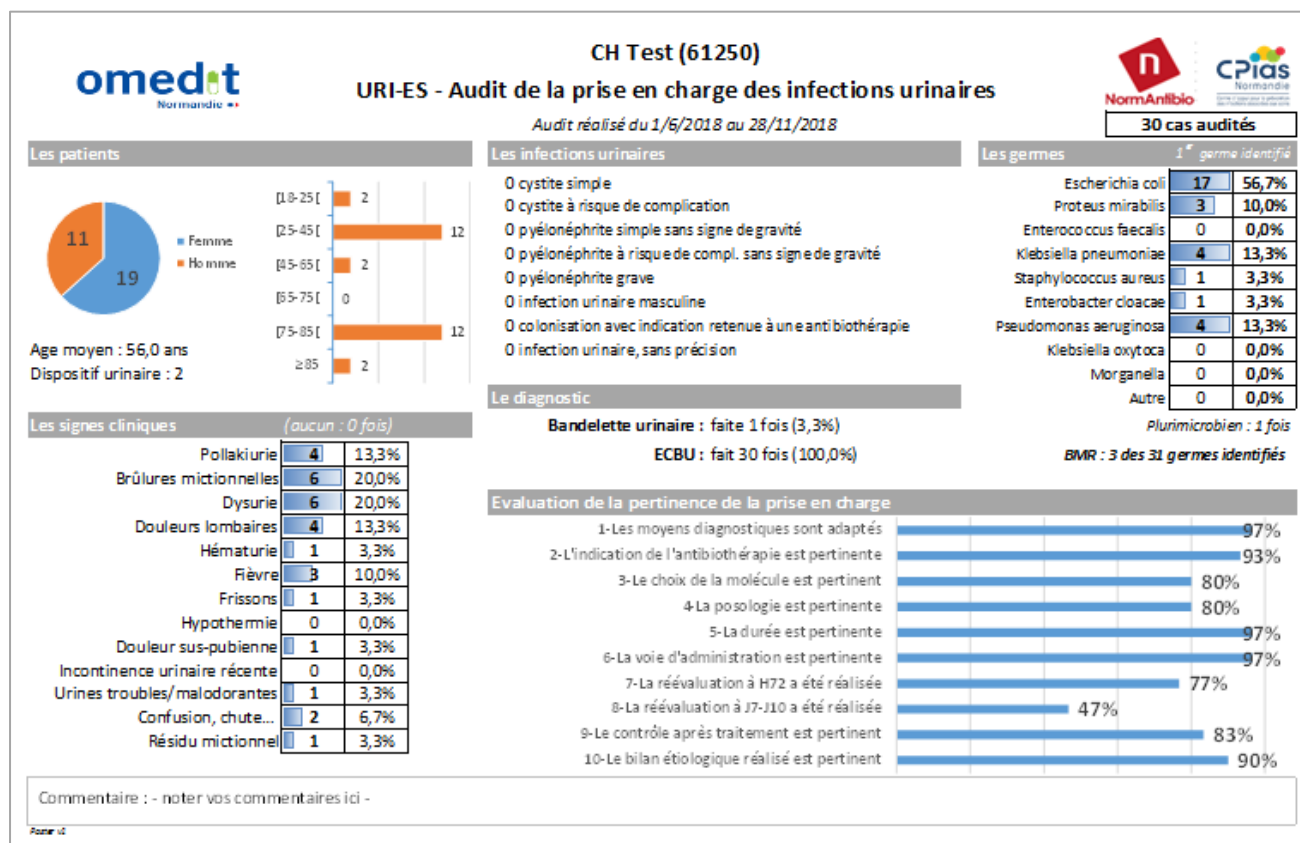 omedit
Normandie
CH Test (61250)
URI-ES - Audit de la prise en charge des infections urinaires
Audit réalisé du 1/6/2018 au 28/11/2018
n
NormAntibio
CPias
Normandie
30 cas audités
Les patients
11
19
Femme
Homme
[18-25 [ 2
[25-45 [ 12
[45-65 [ 2
[65-75 [ 0
[75-85 [ 12
≥85 2
Age moyen : 56,0 ans
Dispositif urinaire : 2
Les signes cliniques (aucun : 0 fois)
Pollakiurie 4 13,3%
Brûlures mictionnelles 6 20,0%
Dysurie 6 20,0%
Douleurs lombaires 4 13,3%
Hématurie 1 3,3%
Fièvre 3 10,0%
Frissons 1 3,3%
Hypothermie 0 0,0%
Douleur sus-pubienne 1 3,3%
Incontinence urinaire récente 0 0,0%
Urines troubles/malodorantes 1 3,3%
Confusion, chute... 2 6,7%
Résidu mictionnel 1 3,3%
Les infections urinaires
0 cystite simple
0 cystite à risque de complication
0 pyélonéphrite simple sans signe de gravité
0 pyélonéphrite à risque de compl. sans signe de gravité
0 pyélonéphrite grave
0 infection urinaire masculine
0 colonisation avec indication retenue à une antibiothérapie
0 infection urinaire, sans précision
Le diagnostic
Bandelette urinaire : faite 1 fois (3,3%)
ECBU : fait 30 fois (100,0%)
Les germes 1er germe identifié
Escherichia coli 17 56,7%
Proteus mirabilis 3 10,0%
Enterococcus faecalis 0 0,0%
Klebsiella pneumoniae 4 13,3%
Staphylococcus aureus 1 3,3%
Enterobacter cloacae 1 3,3%
Pseudomonas aeruginosa 4 13,3%
Klebsiella oxytoca 0 0,0%
Morganella 0 0,0%
Autre 0 0,0%
Plurimicrobien : 1 fois
BMR : 3 des 31 germes identifiés
Evaluation de la pertinence de la prise en charge
1-Les moyens diagnostiques sont adaptés 97%
2-L'indication de l'antibiothérapie est pertinente 93%
3-Le choix de la molécule est pertinent 80%
4-La posologie est pertinente 80%
5-La durée est pertinente 97%
6-La voie d'administration est pertinente 97%
7-La réévaluation à H72 a été réalisée 77%
8-La réévaluation à J7-J10 a été réalisée 47%
9-Le contrôle après traitement est pertinent 83%
10-Le bilan étiologique réalisé est pertinent 90%
Commentaire : - noter vos commentaires ici -